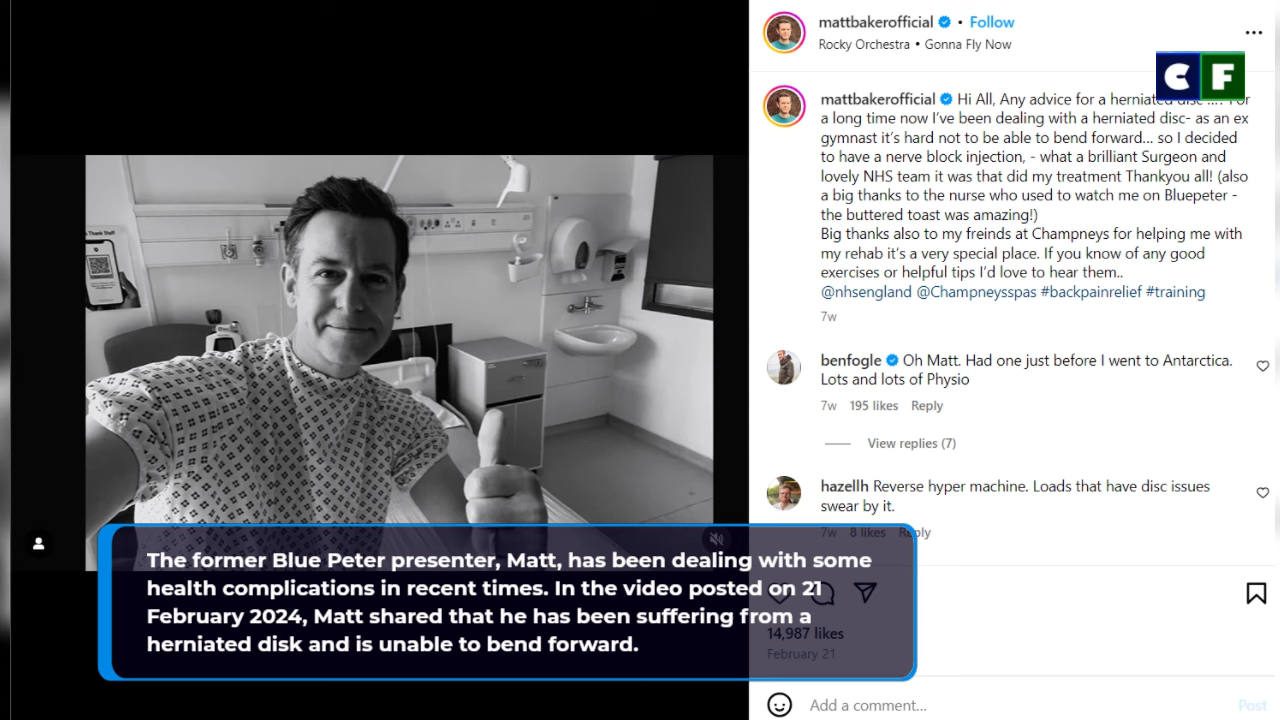 mattbakerofficial • Follow
Rocky Orchestra • Gonna Fly Now
C F
mattbakerofficial Hi All, Any advice for a herniated disc .... For
a long time now I've been dealing with a herniated disc- as an ex
gymnast it's hard not to be able to bend forward... so I decided
to have a nerve block injection, - what a brilliant Surgeon and
lovely NHS team it was that did my treatment Thankyou all! (also
a big thanks to the nurse who used to watch me on Bluepeter -
the buttered toast was amazing!)
Big thanks also to my freinds at Champneys for helping me with
my rehab it's a very special place. If you know of any good
exercises or helpful tips I'd love to hear them..
@nhsengland @Champneysspas #backpainrelief #training
7w
benfogle Oh Matt. Had one just before I went to Antarctica.
Lots and lots of Physio
7w 195 likes Reply
View replies (7)
hazellh Reverse hyper machine. Loads that have disc issues
swear by it.
7w 8 likes Reply
14,987 likes
February 21
Add a comment...
Post
Thank Staff
The former Blue Peter presenter, Matt, has been dealing with some
health complications in recent times. In the video posted on 21
February 2024, Matt shared that he has been suffering from a
herniated disk and is unable to bend forward.